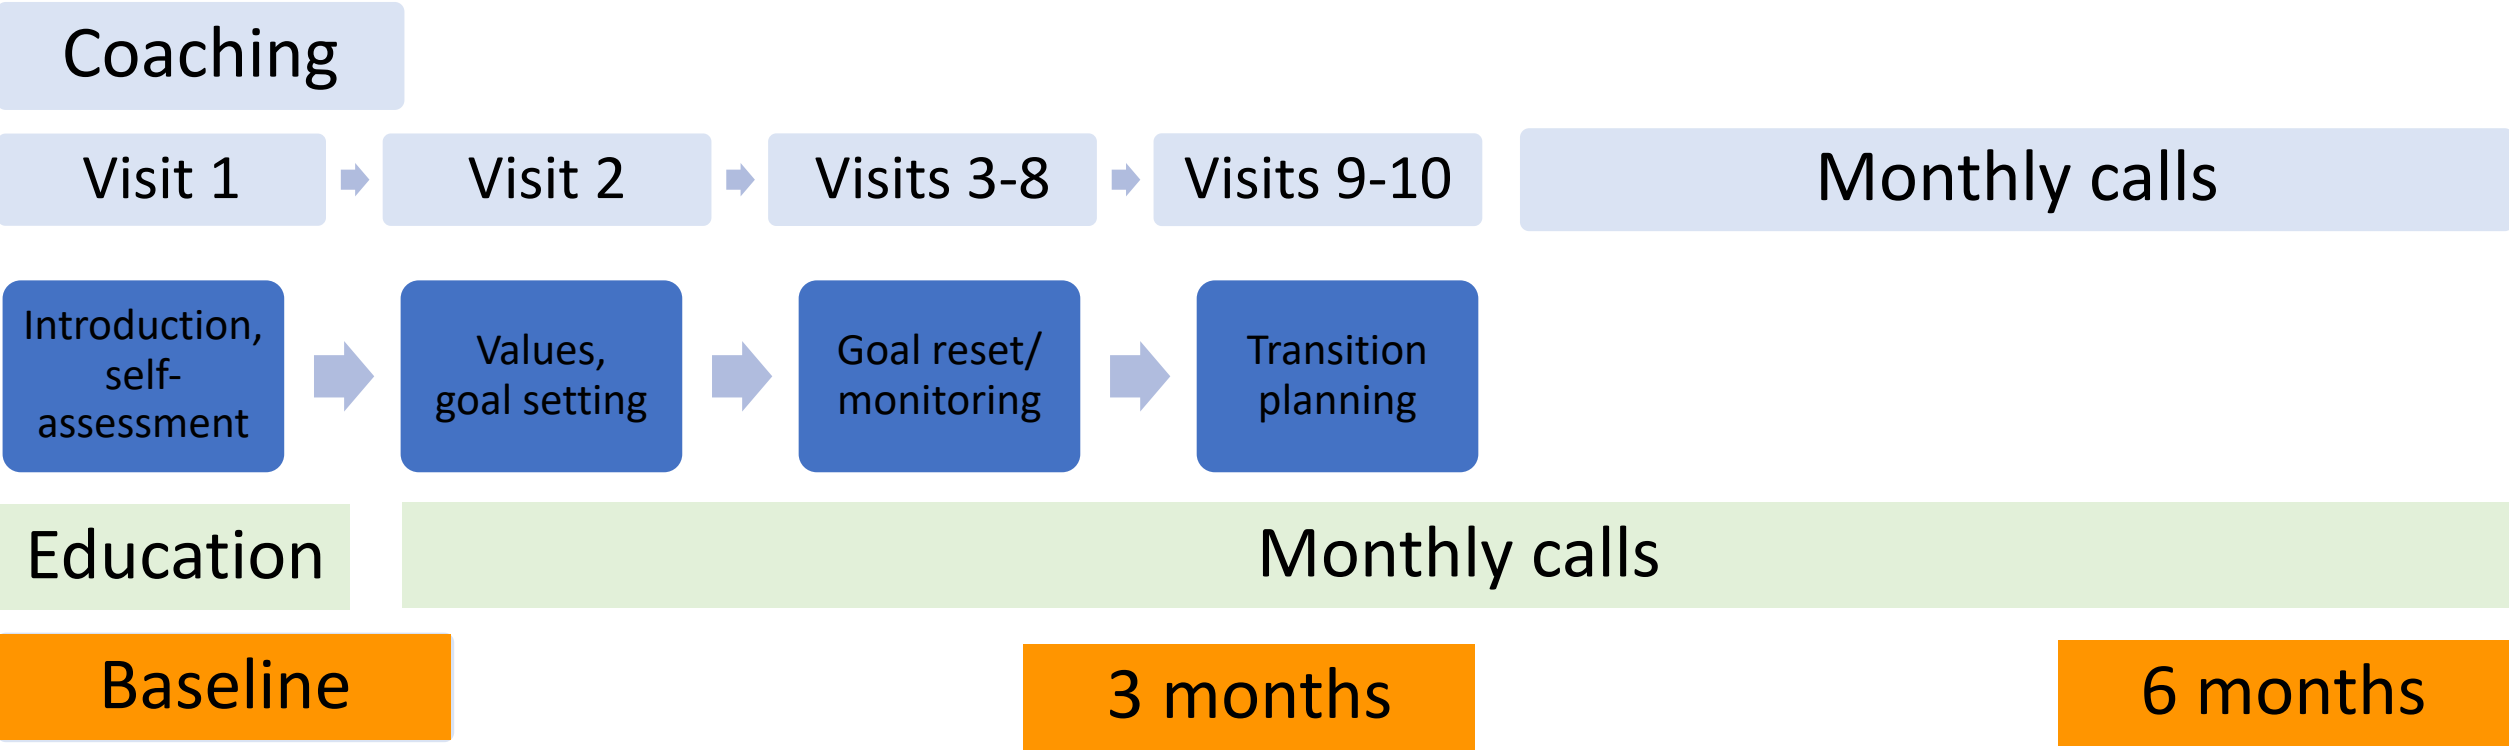 Coaching
Visit 1
Visit 2
Visits 3-8
Visits 9-10
Monthly calls
Introduction,
self-
assessment
Values,
goal setting
Goal reset/
monitoring
Transition
planning
Education
Monthly calls
Baseline
3 months
6 months